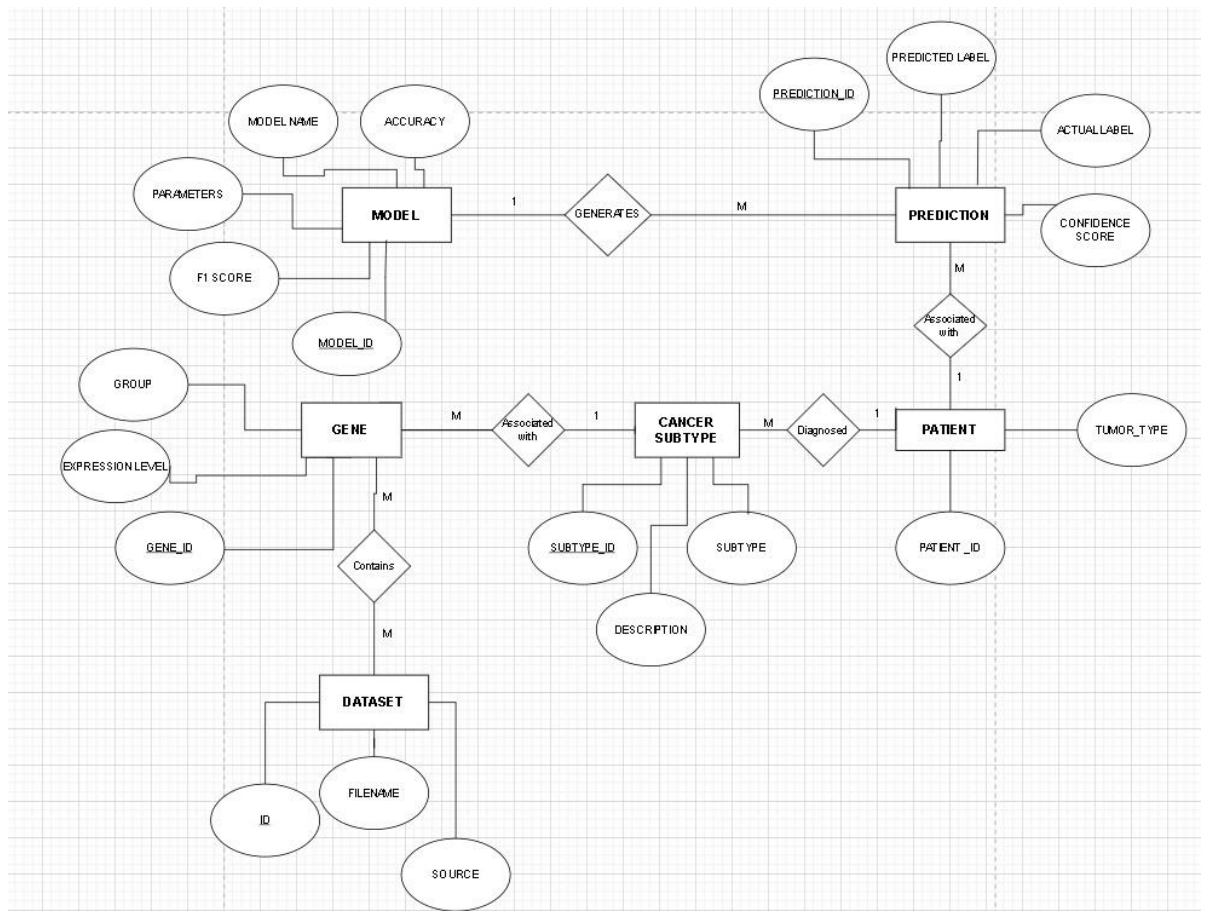 PREDICTED LABEL
PREDICTION_ID
MODEL NAME
ACCURACY
ACTUAL LABEL
PARAMETERS
MODEL
1
GENERATES
M
PREDICTION
CONFIDENCE
SCORE
F1 SCORE
M
MODEL_ID
Associated
with
GROUP
1
GENE
M
Associated
with
1
CANCER
SUBTYPE
M
Diagnosed
1
PATIENT
TUMOR_TYPE
EXPRESSION LEVEL
M
GENE_ID
SUBTYPE_ID
SUBTYPE
PATIENT_ID
Contains
DESCRIPTION
M
DATASET
FILENAME
ID
SOURCE